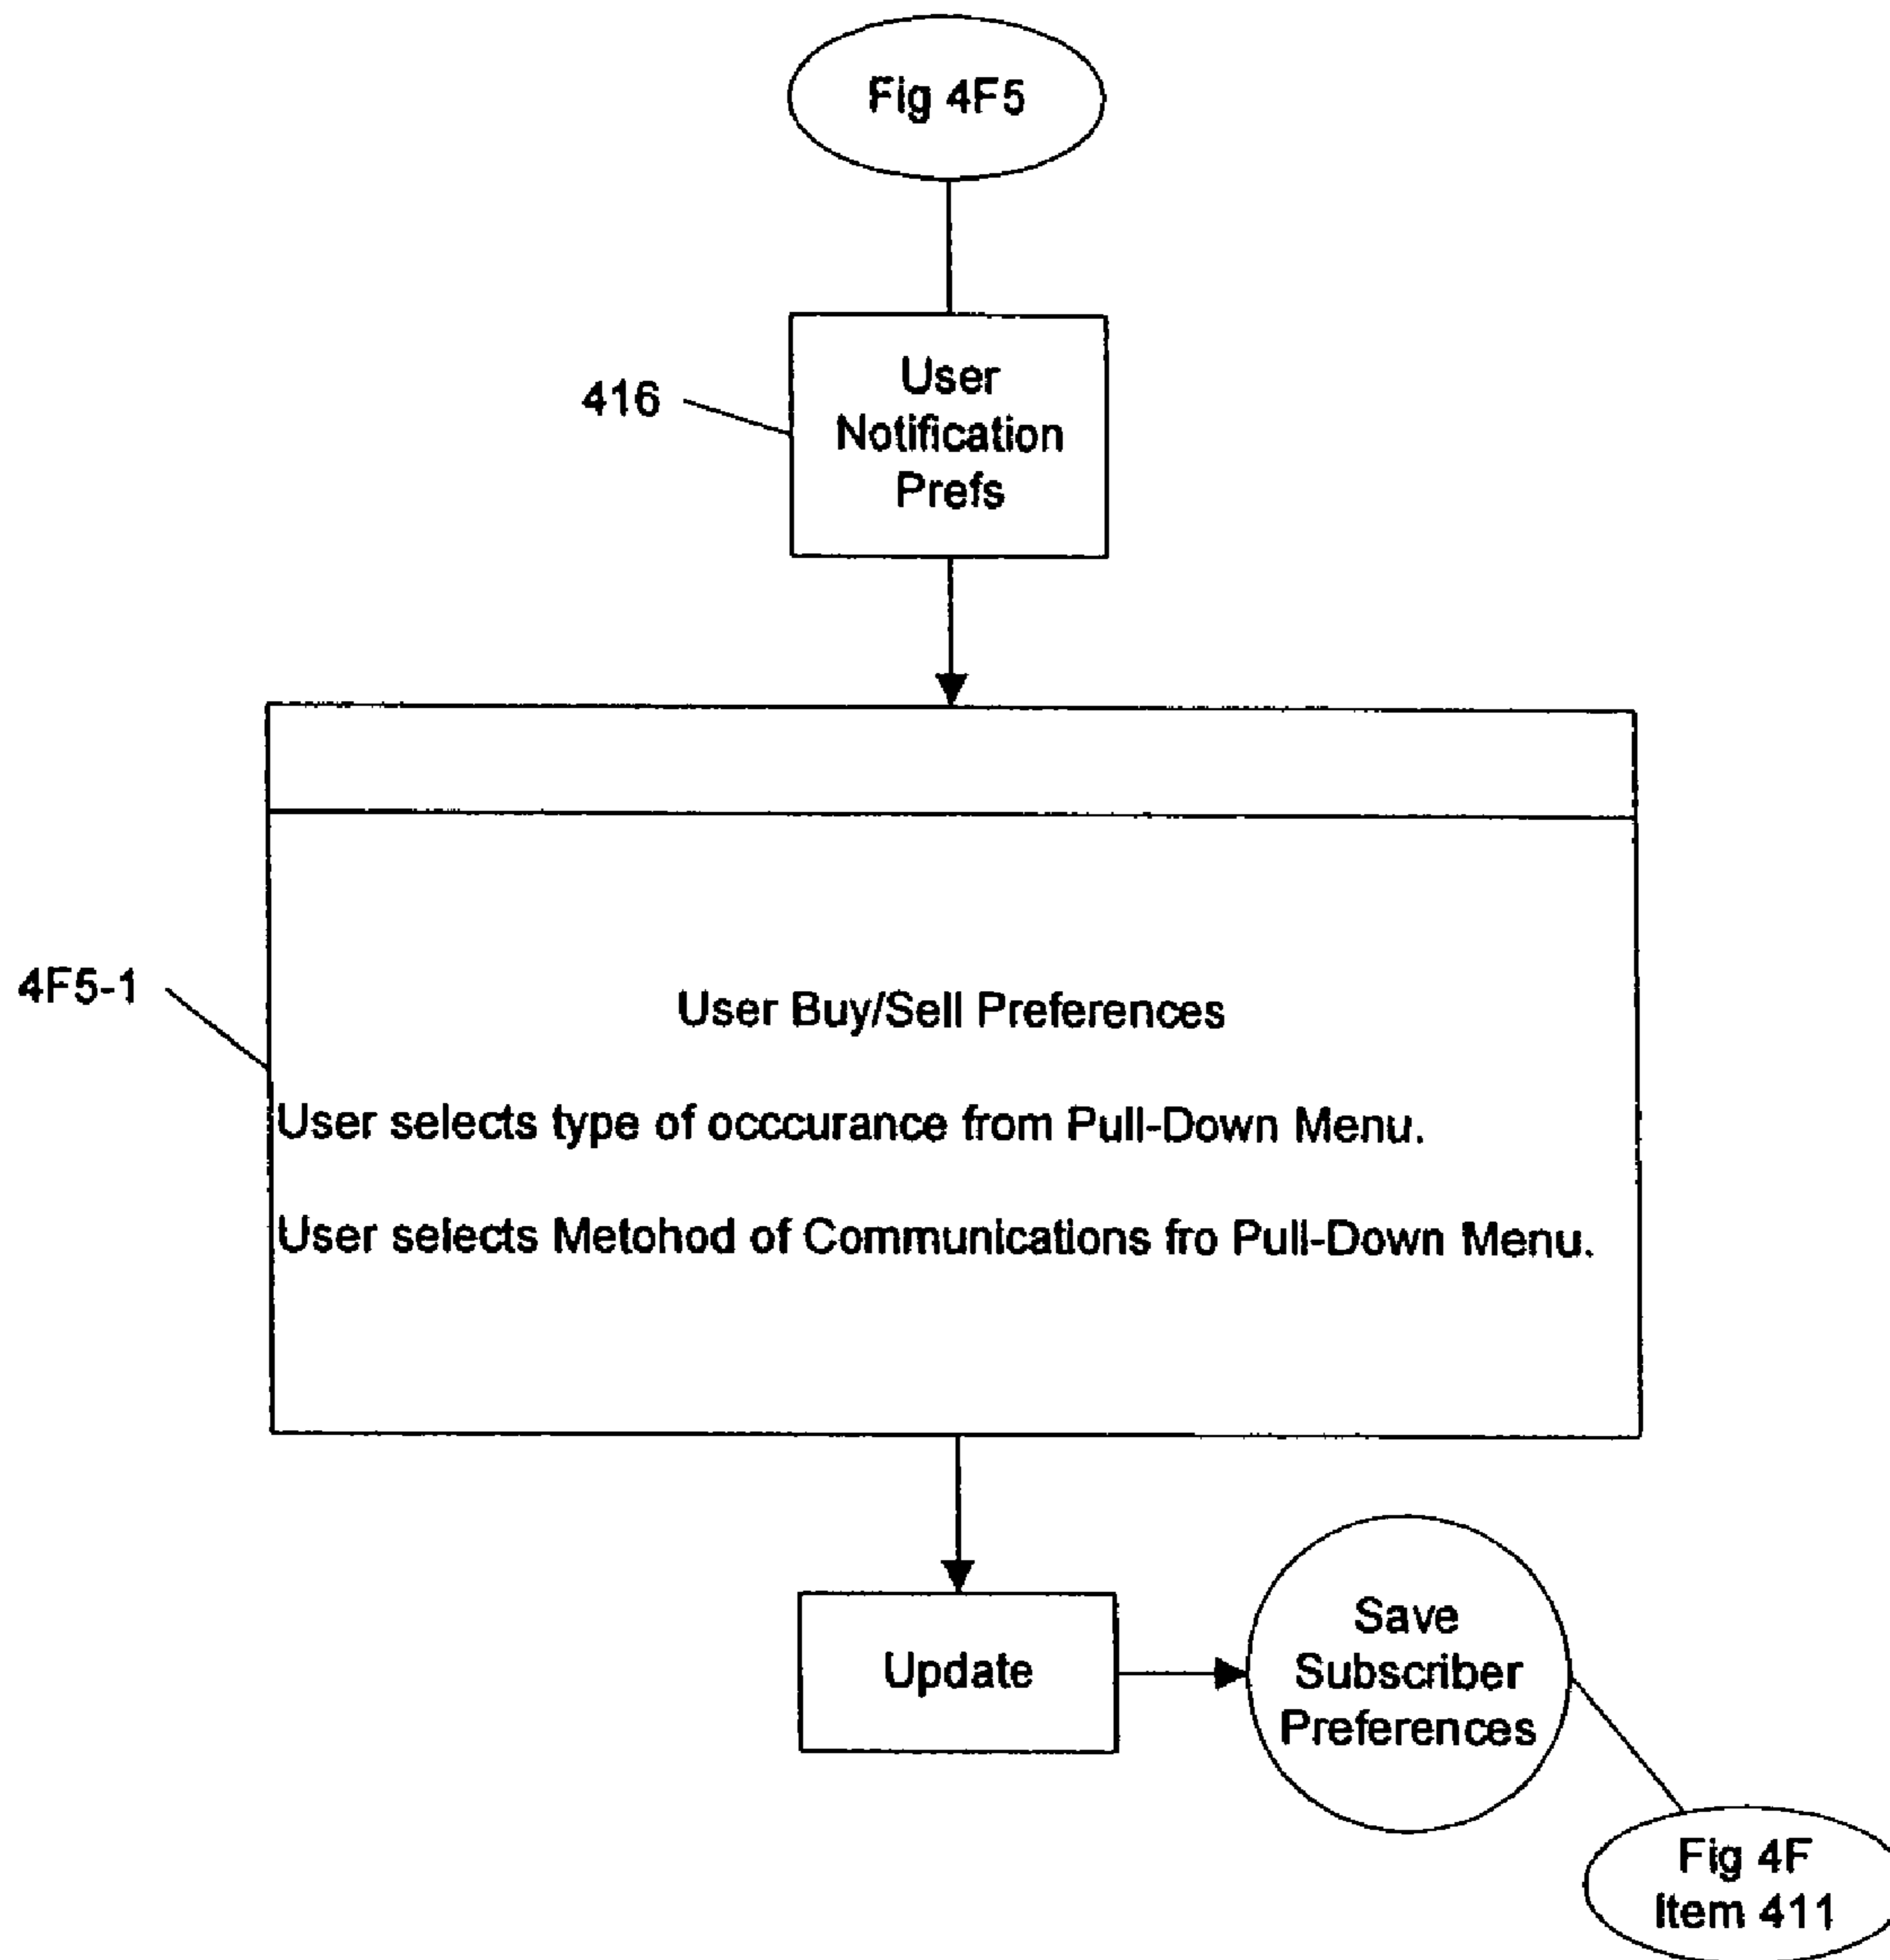 Fig 4F5
416
User
Notification
Prefs
4F5-1
User Buy/Sell Preferences
User selects type of occcurance from Pull-Down Menu.
User selects Metohod of Communications fro Pull-Down Menu.
Update
Save
Subscriber
Preferences
Fig 4F
Item 411